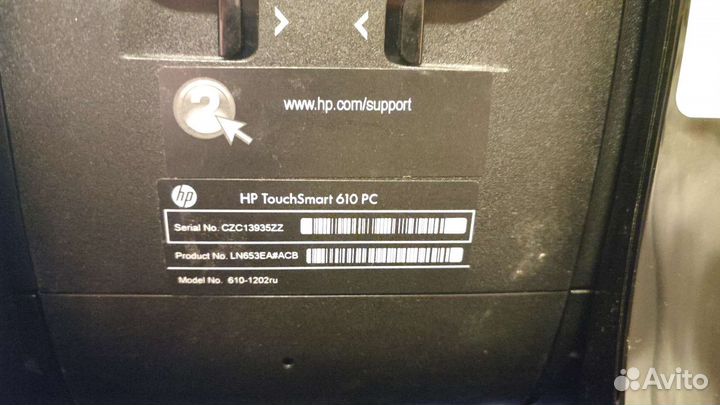 www.hp.com/support
hp
HP TouchSmart 610 PC
Serial No. CZC13935ZZ
Product No. LN653EA#ACB
Model No. 610-1202ru
Avito